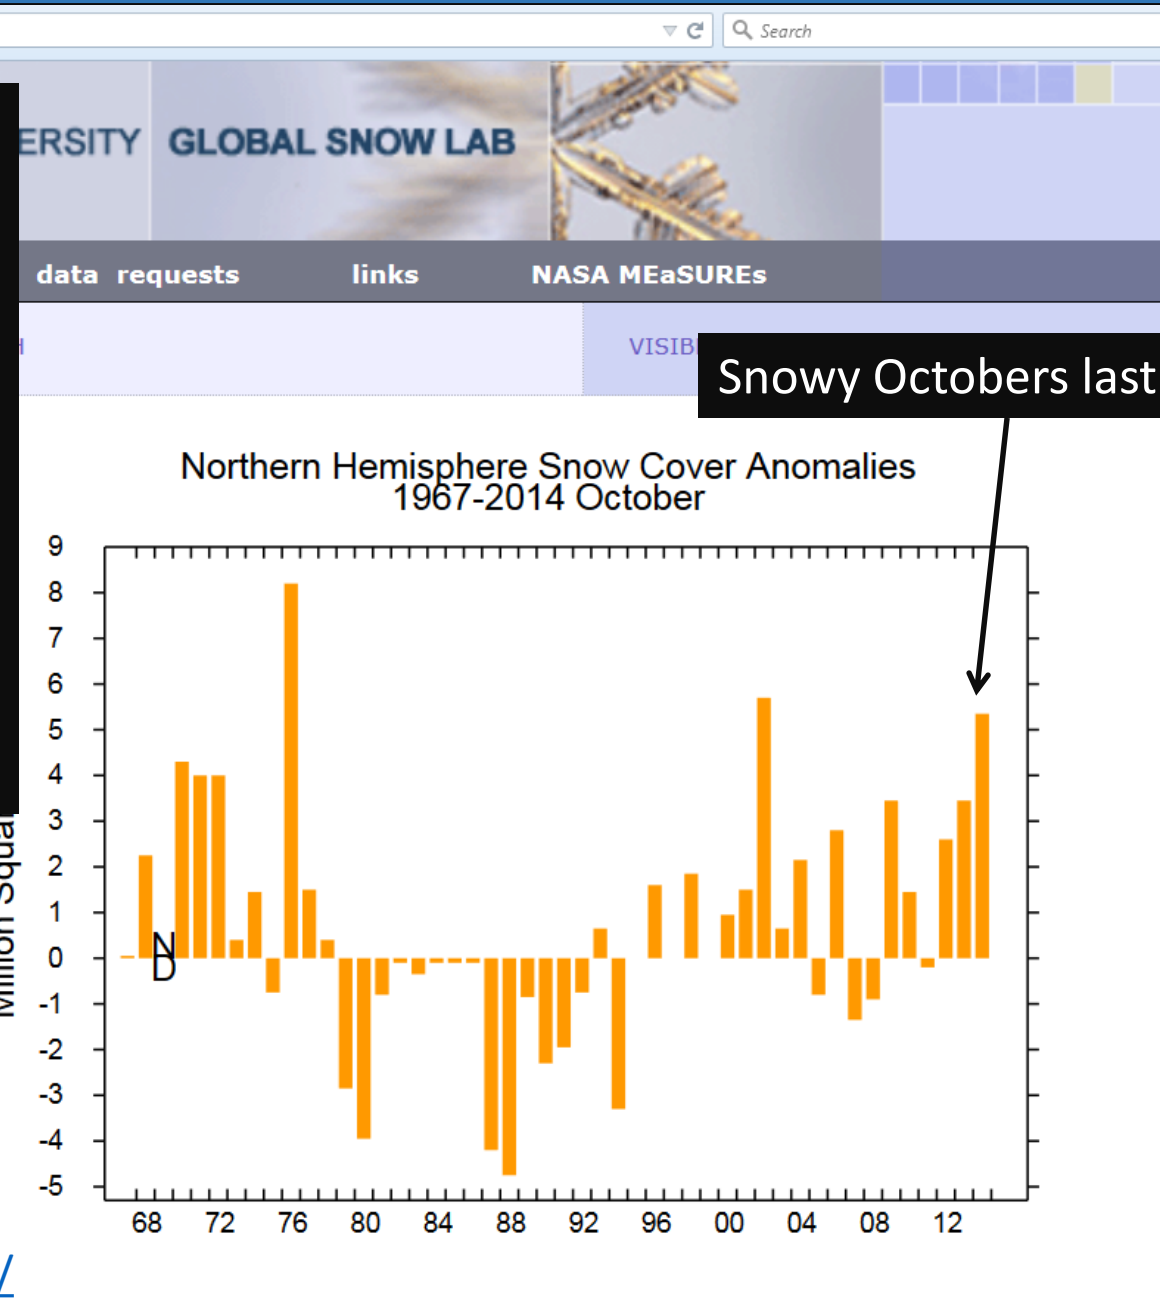 Search
ERSITY GLOBAL SNOW LAB
data requests links NASA MEaSUREs
H VISIB
Snowy Octobers last
Northern Hemisphere Snow Cover Anomalies
1967-2014 October
9
8
7
6
5
4
3
2
1
0
-1
-2
-3
-4
-5
Million Squar
N
D
68 72 76 80 84 88 92 96 00 04 08 12
/